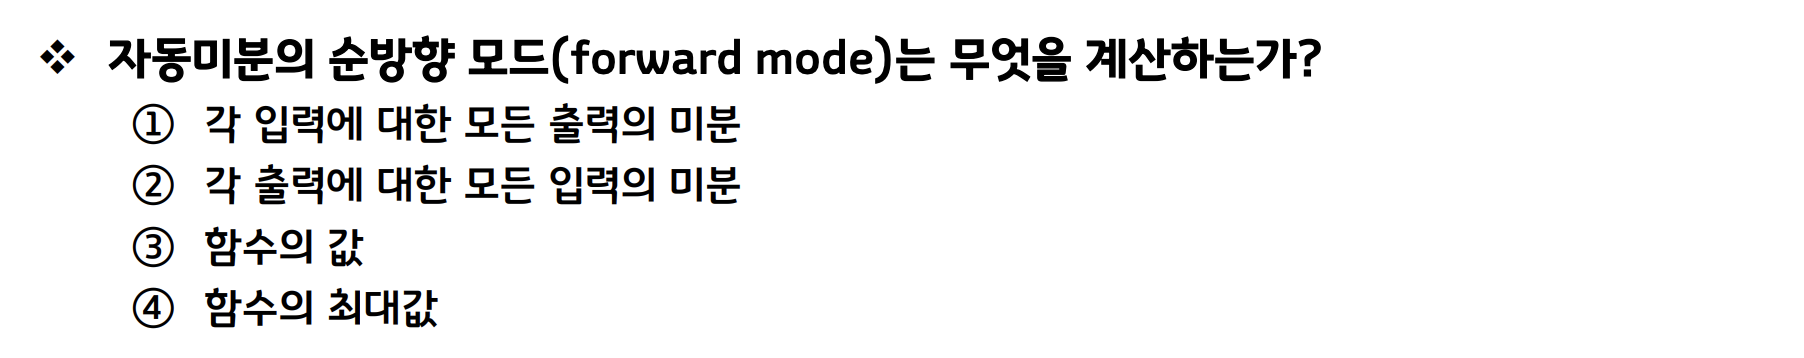 ❖ 자동미분의 순방향 모드(forward mode)는 무엇을 계산하는가?
① 각 입력에 대한 모든 출력의 미분
② 각 출력에 대한 모든 입력의 미분
③ 함수의 값
④ 함수의 최대값